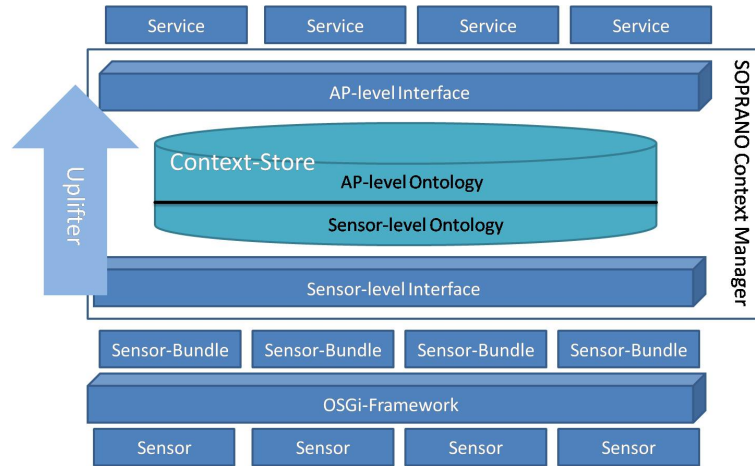 Service Service Service Service
AP-level Interface
SOPRANO Context Manager
Uplifter
Context-Store
AP-level Ontology
Sensor-level Ontology
Sensor-level Interface
Sensor-Bundle Sensor-Bundle Sensor-Bundle Sensor-Bundle
OSGi-Framework
Sensor Sensor Sensor Sensor